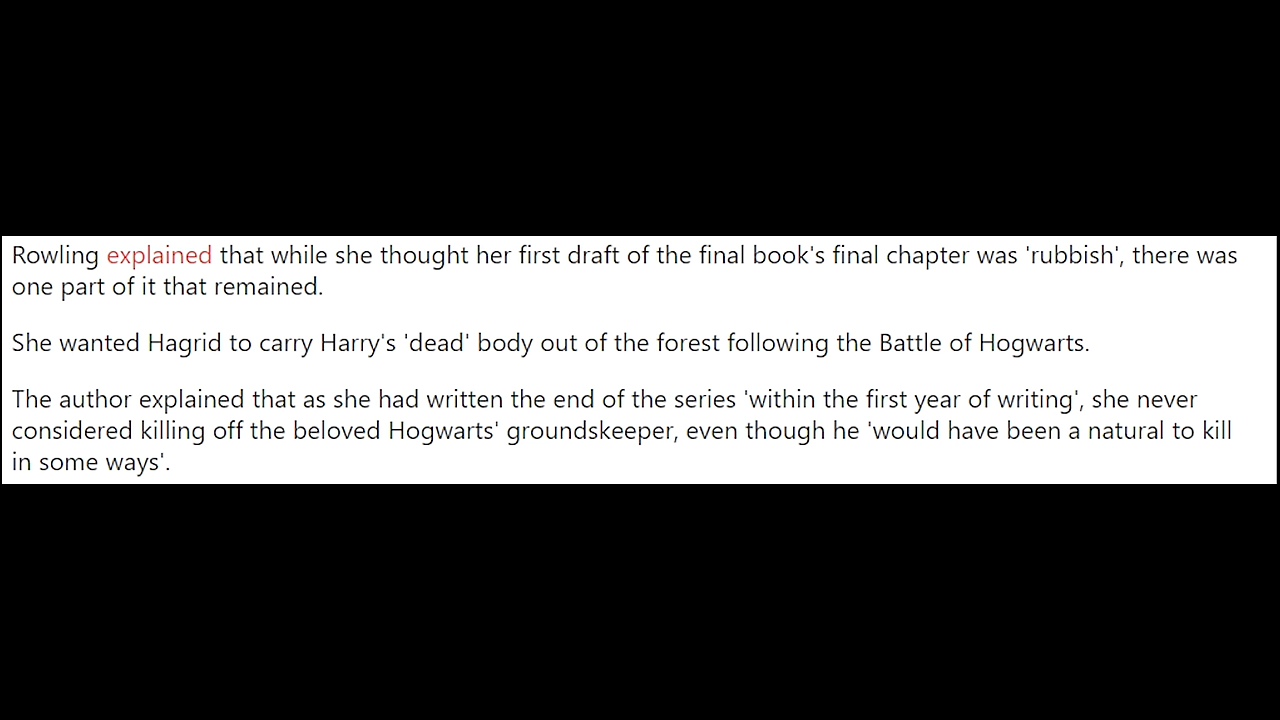 Rowling explained that while she thought her first draft of the final book's final chapter was 'rubbish', there was
one part of it that remained.
She wanted Hagrid to carry Harry's 'dead' body out of the forest following the Battle of Hogwarts.
The author explained that as she had written the end of the series 'within the first year of writing', she never
considered killing off the beloved Hogwarts' groundskeeper, even though he 'would have been a natural to kill
in some ways'.